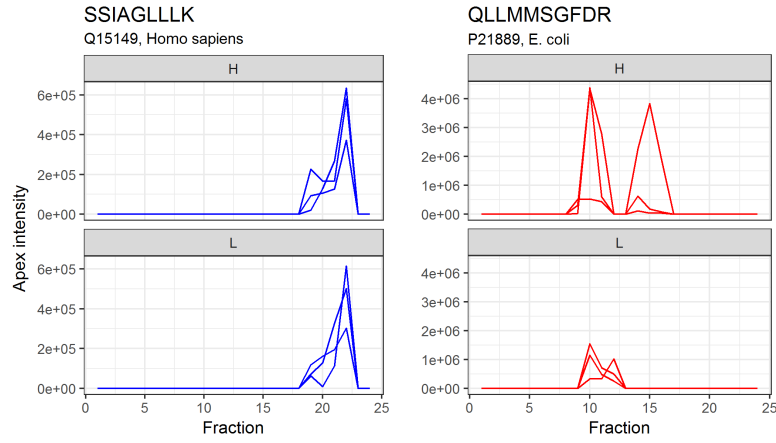 SSIAGLLLK
Q15149, Homo sapiens
H
6e+05
4e+05
2e+05
0e+00
L
6e+05
4e+05
2e+05
0e+00
0 5 10 15 20 25
Fraction
Apex intensity
QLLMMSGFDR
P21889, E. coli
H
4e+06
3e+06
2e+06
1e+06
0e+00
L
4e+06
3e+06
2e+06
1e+06
0e+00
0 5 10 15 20 25
Fraction